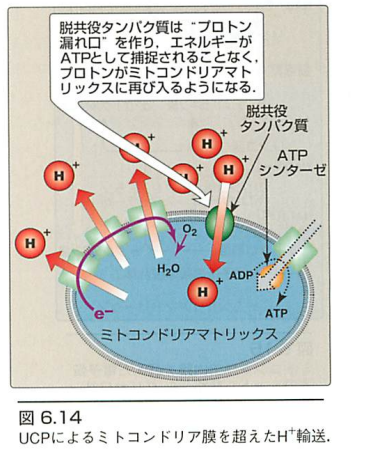 脱共役タンパク質は“プロトン
漏れ口”を作り，エネルギーが
ATPとして捕捉されることなく，
プロトンがミトコンドリアマト
リックスに再び入るようになる．
脱共役
タンパク質
ATP
シンターゼ
H+
H+
H+
H+
H+
H+
H+
O2
H2O
ADP
ATP
e−
ミトコンドリアマトリックス
図 6.14
UCPによるミトコンドリア膜を超えたH+輸送．